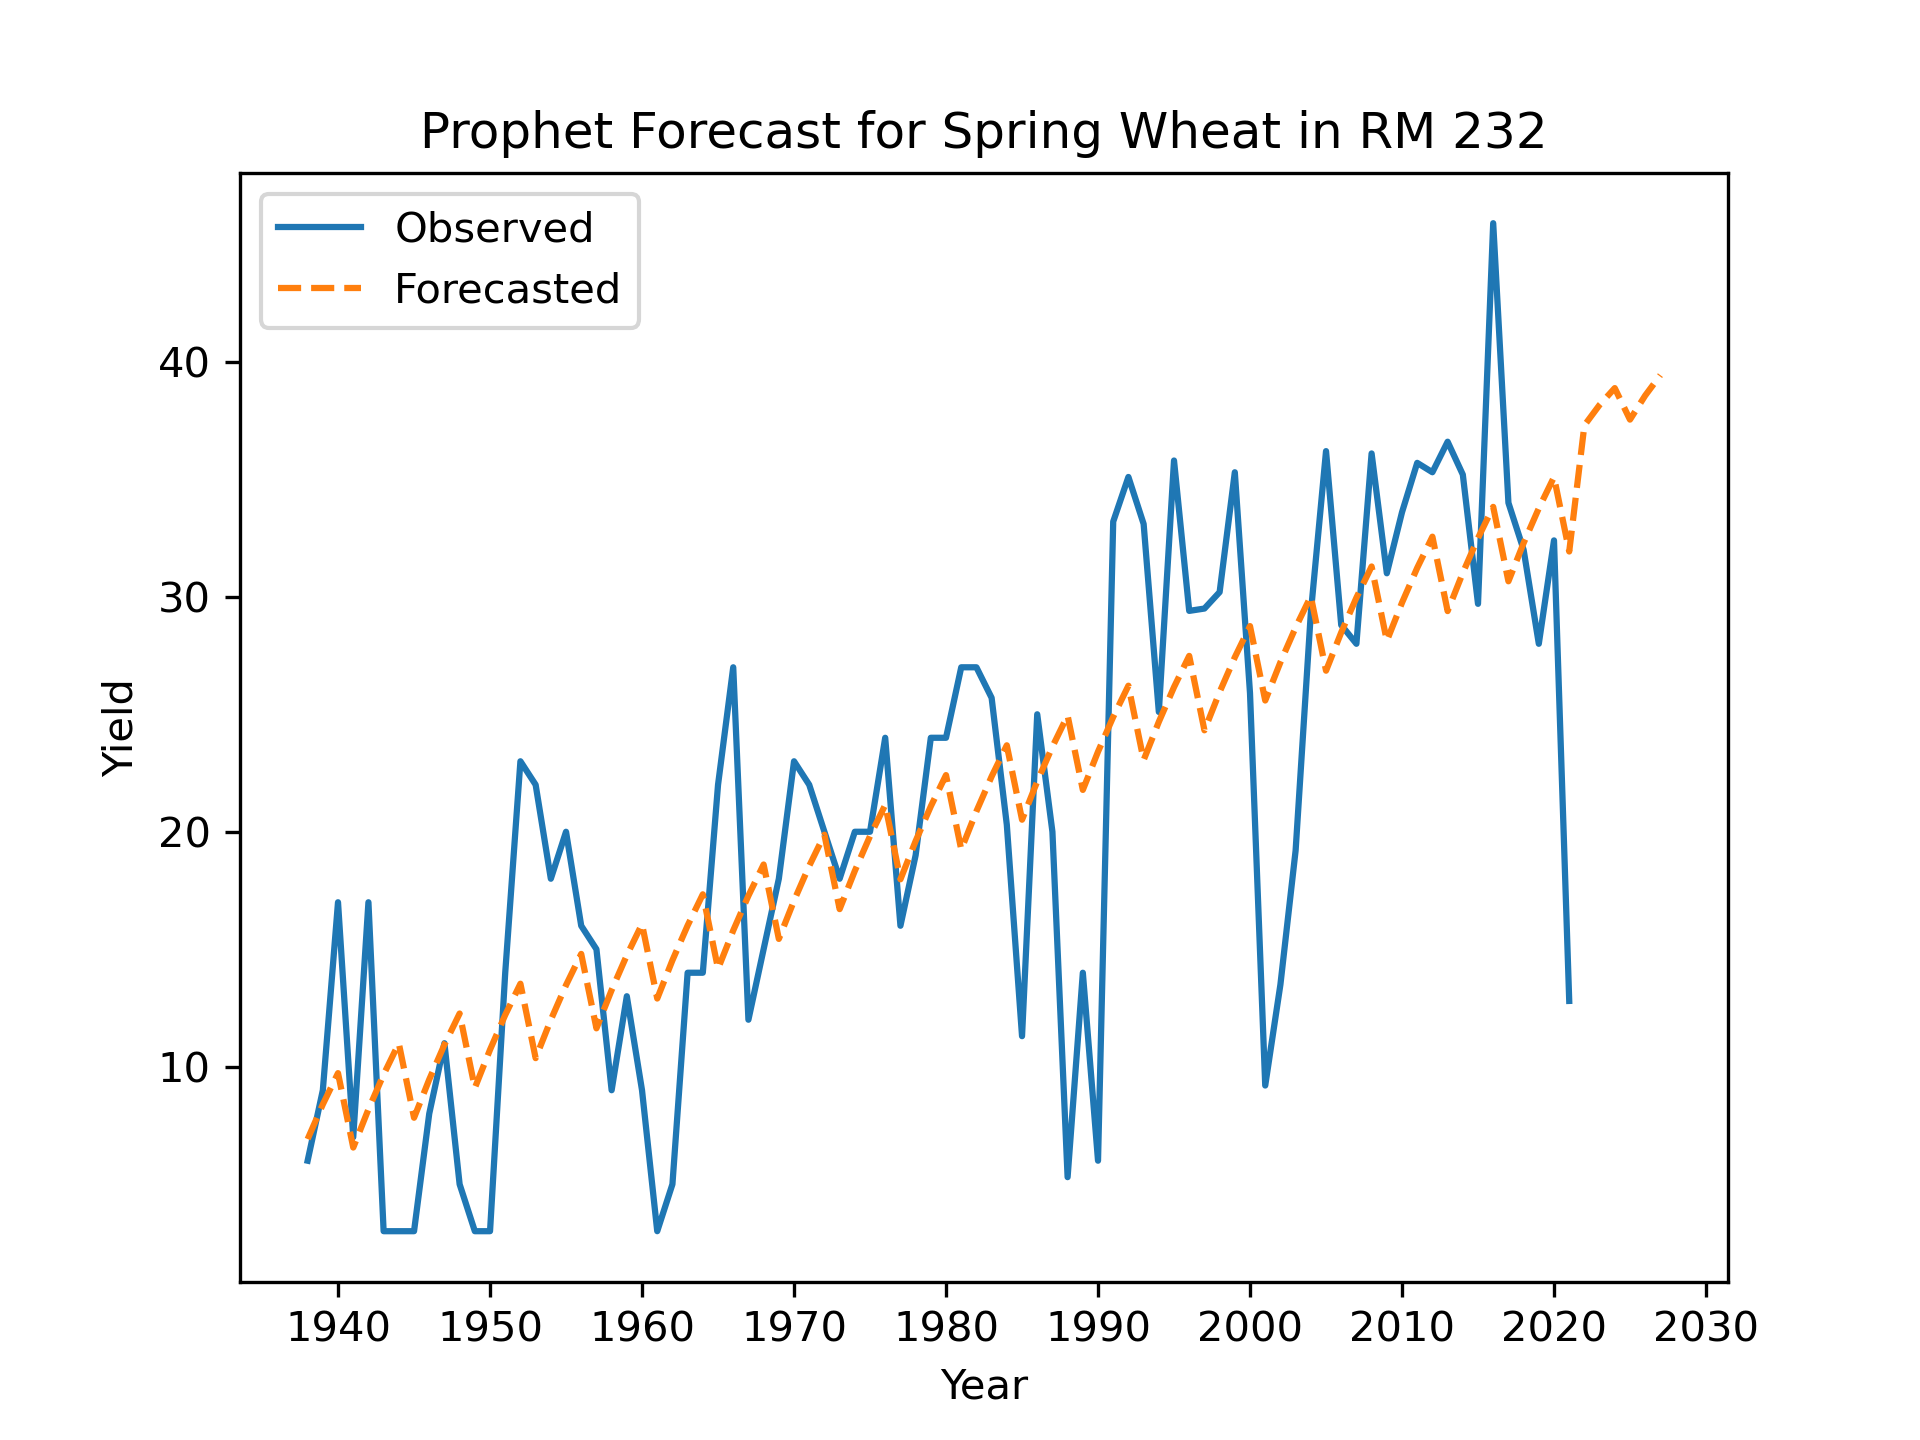 Prophet Forecast for Spring Wheat in RM 232
Observed
Forecasted
40
30
20
10
Yield
1940 1950 1960 1970 1980 1990 2000 2010 2020 2030
Year